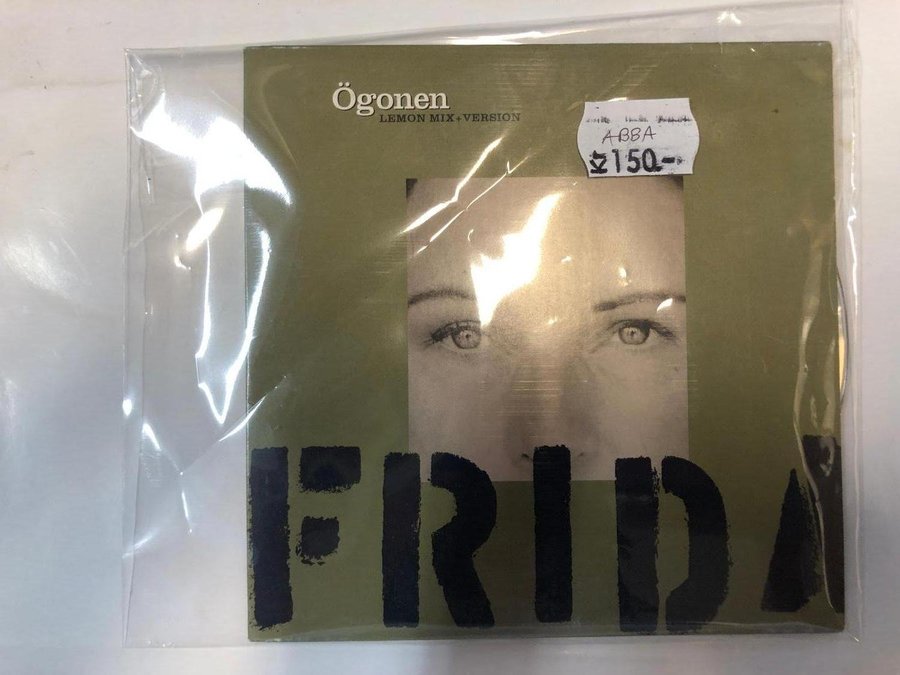 Ögonen
LEMON MIX+VERSION
ABBA
150.-
FRIDA